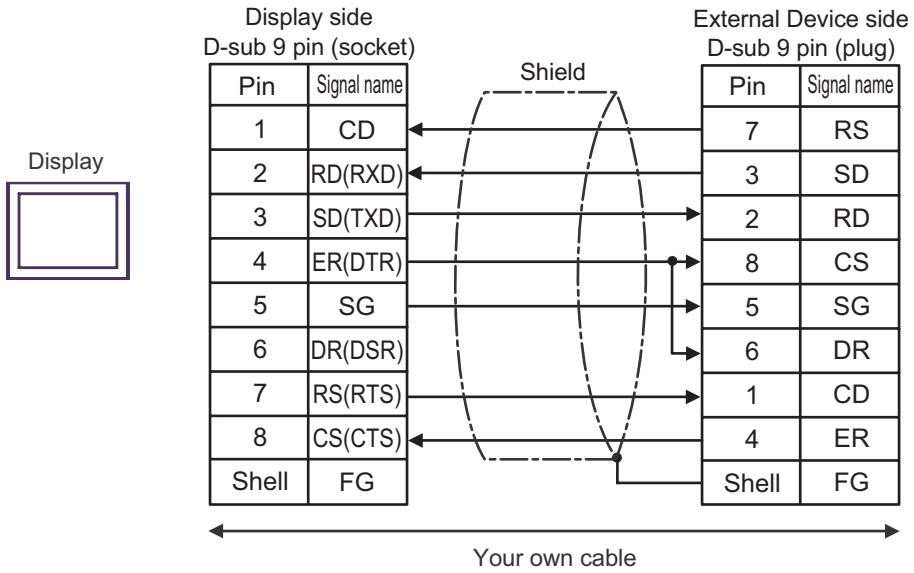 Display side
D-sub 9 pin (socket)
External Device side
D-sub 9 pin (plug)
Shield
Display
Pin Signal name
1 CD
2 RD(RXD)
3 SD(TXD)
4 ER(DTR)
5 SG
6 DR(DSR)
7 RS(RTS)
8 CS(CTS)
Shell FG
Pin Signal name
7 RS
3 SD
2 RD
8 CS
5 SG
6 DR
1 CD
4 ER
Shell FG
Your own cable